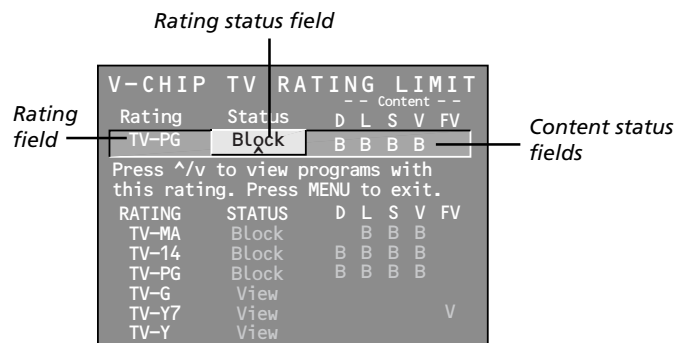 Rating status field
V-CHIP TV RATING LIMIT
-- Content --
Rating Status D L S V FV
Rating field
TV-PG Block B B B B
Content status fields
Press ^/v to view programs with
this rating. Press MENU to exit.
RATING STATUS D L S V FV
TV-MA Block B B B
TV-14 Block B B B B
TV-PG Block B B B B
TV-G View
TV-Y7 View V
TV-Y View